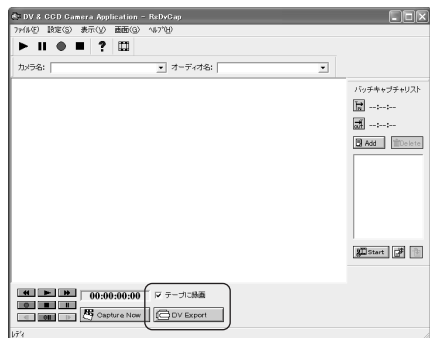 DV & CCD Camera Application - RsDvCap
ファイル(F) 設定(S) 表示(V) 画面(G) ヘルプ(H)
カメラ名: オーディオ名:
バッチキャプチャリスト
IN --:--:--
OUT --:--:--
Add Delete
Start
00:00:00:00 テープに録画
Capture Now DV Export
レディ